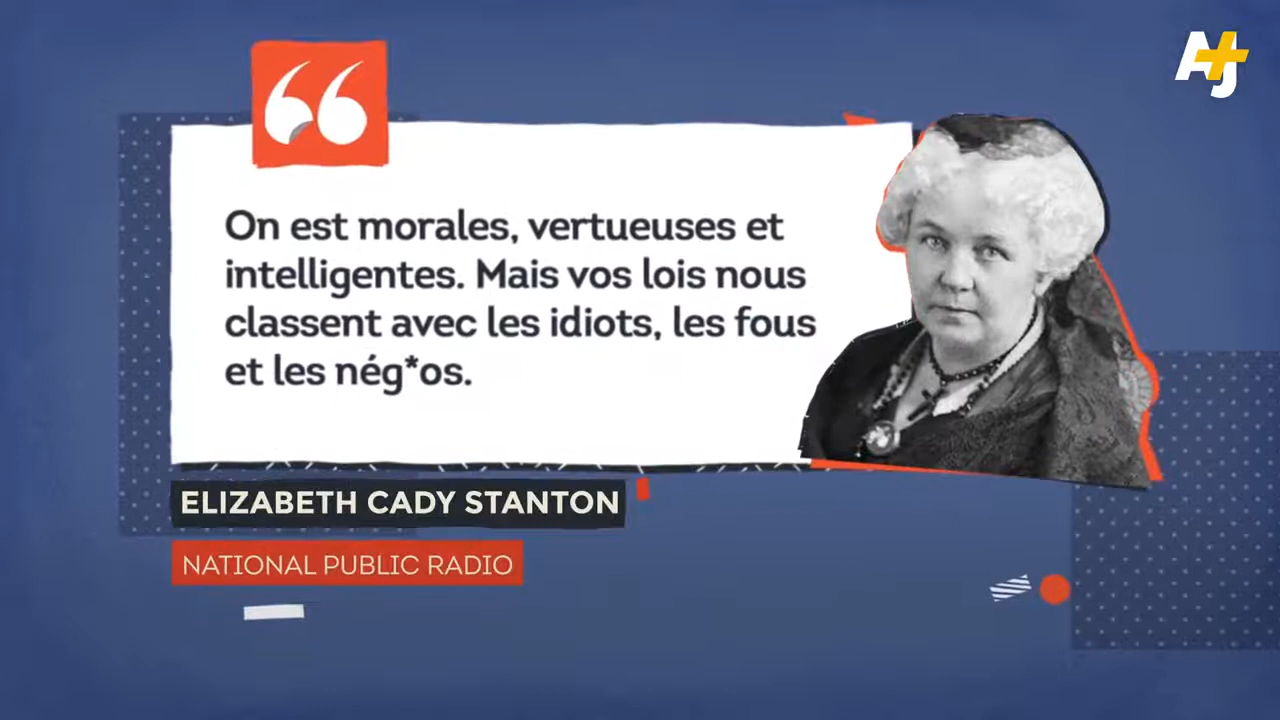 AJ+
On est morales, vertueuses et
intelligentes. Mais vos lois nous
classent avec les idiots, les fous
et les nég*os.
ELIZABETH CADY STANTON
NATIONAL PUBLIC RADIO